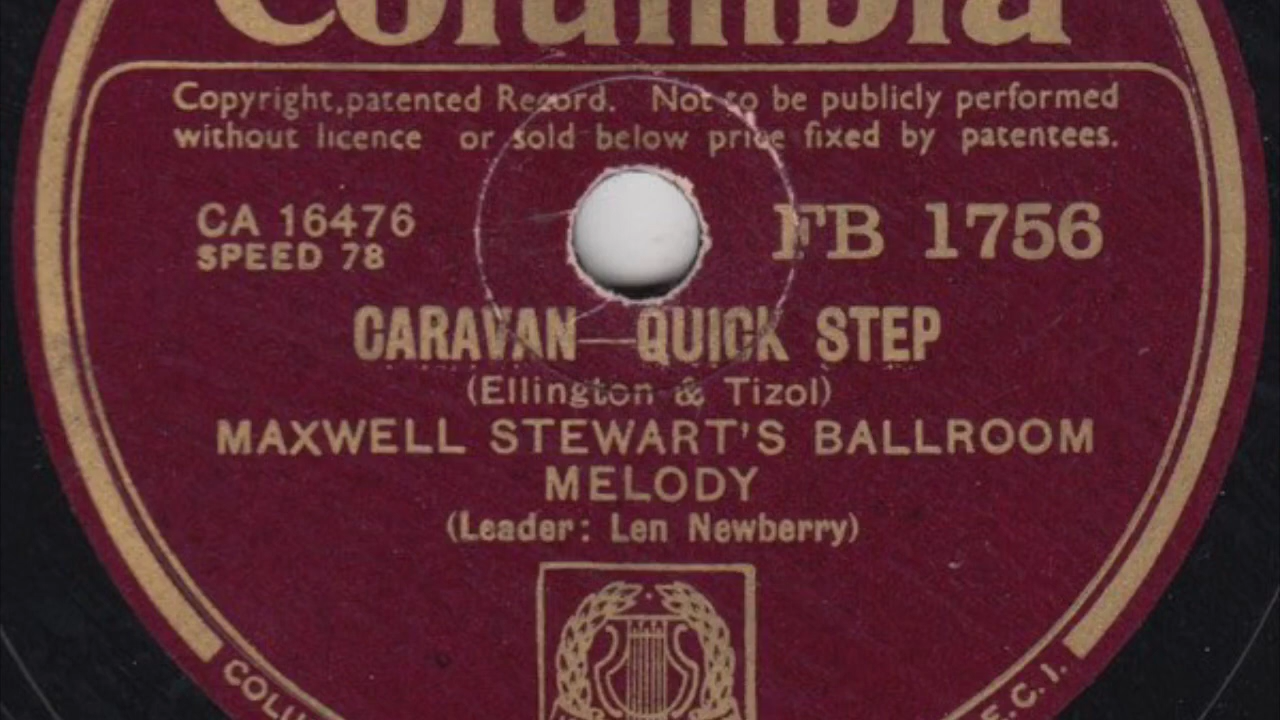 Columbia
Copyright,patented Record. Not to be publicly performed
without licence or sold below price fixed by patentees.
CA 16476
SPEED 78
FB 1756
CARAVAN—QUICK STEP
(Ellington & Tizol)
MAXWELL STEWART'S BALLROOM
MELODY
(Leader: Len Newberry)
E.C.1.